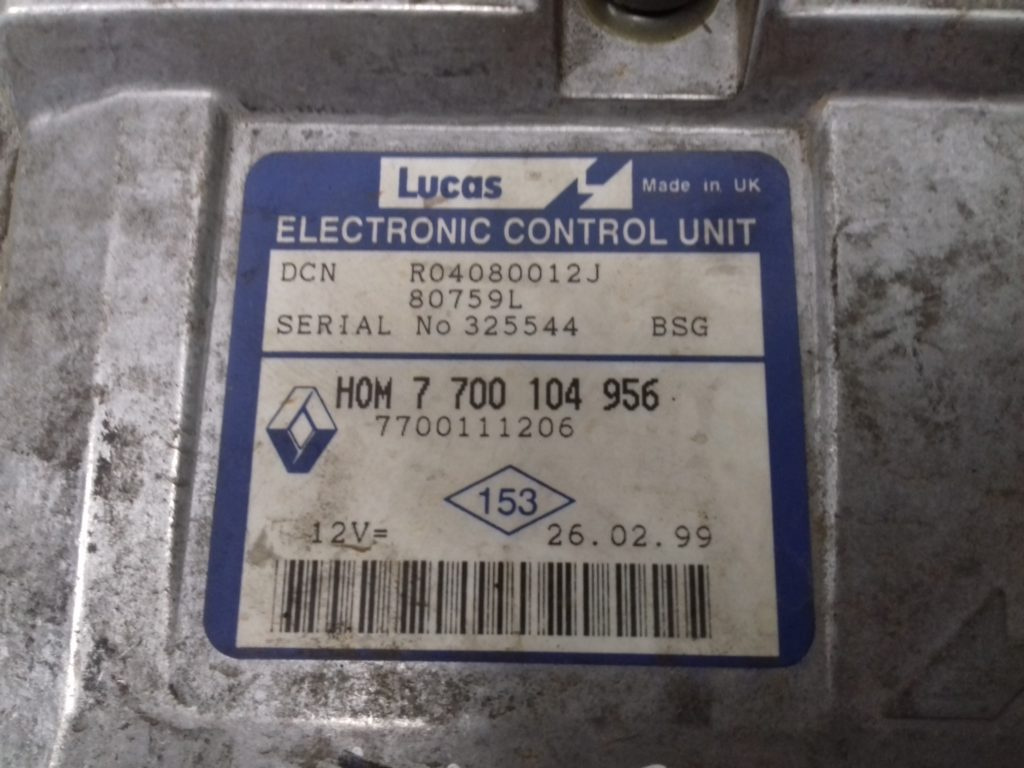 Lucas Made in UK
ELECTRONIC CONTROL UNIT
DCN R04080012J
80759L
SERIAL No 325544 BSG
HOM 7 700 104 956
7700111206
153
12V= 26.02.99